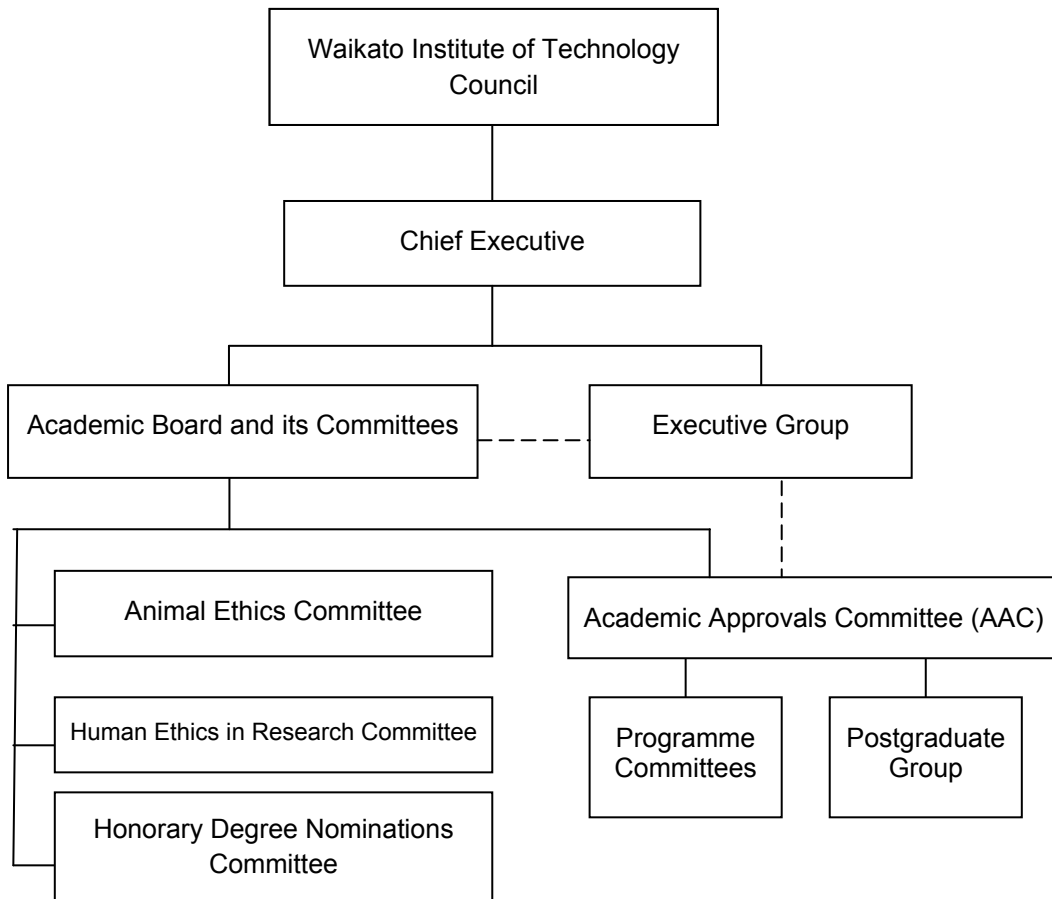 Waikato Institute of Technology
Council
Chief Executive
Academic Board and its Committees
Executive Group
Animal Ethics Committee
Academic Approvals Committee (AAC)
Human Ethics in Research Committee
Programme
Committees
Postgraduate
Group
Honorary Degree Nominations
Committee